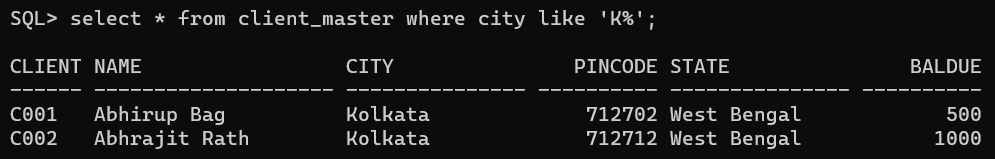 SQL> select * from client_master where city like 'K%';
CLIENT NAME                 CITY               PINCODE STATE               BALDUE
------ -------------------- --------------- ---------- --------------- ----------
C001   Abhirup Bag          Kolkata             712702 West Bengal            500
C002   Abhrajit Rath        Kolkata             712712 West Bengal           1000